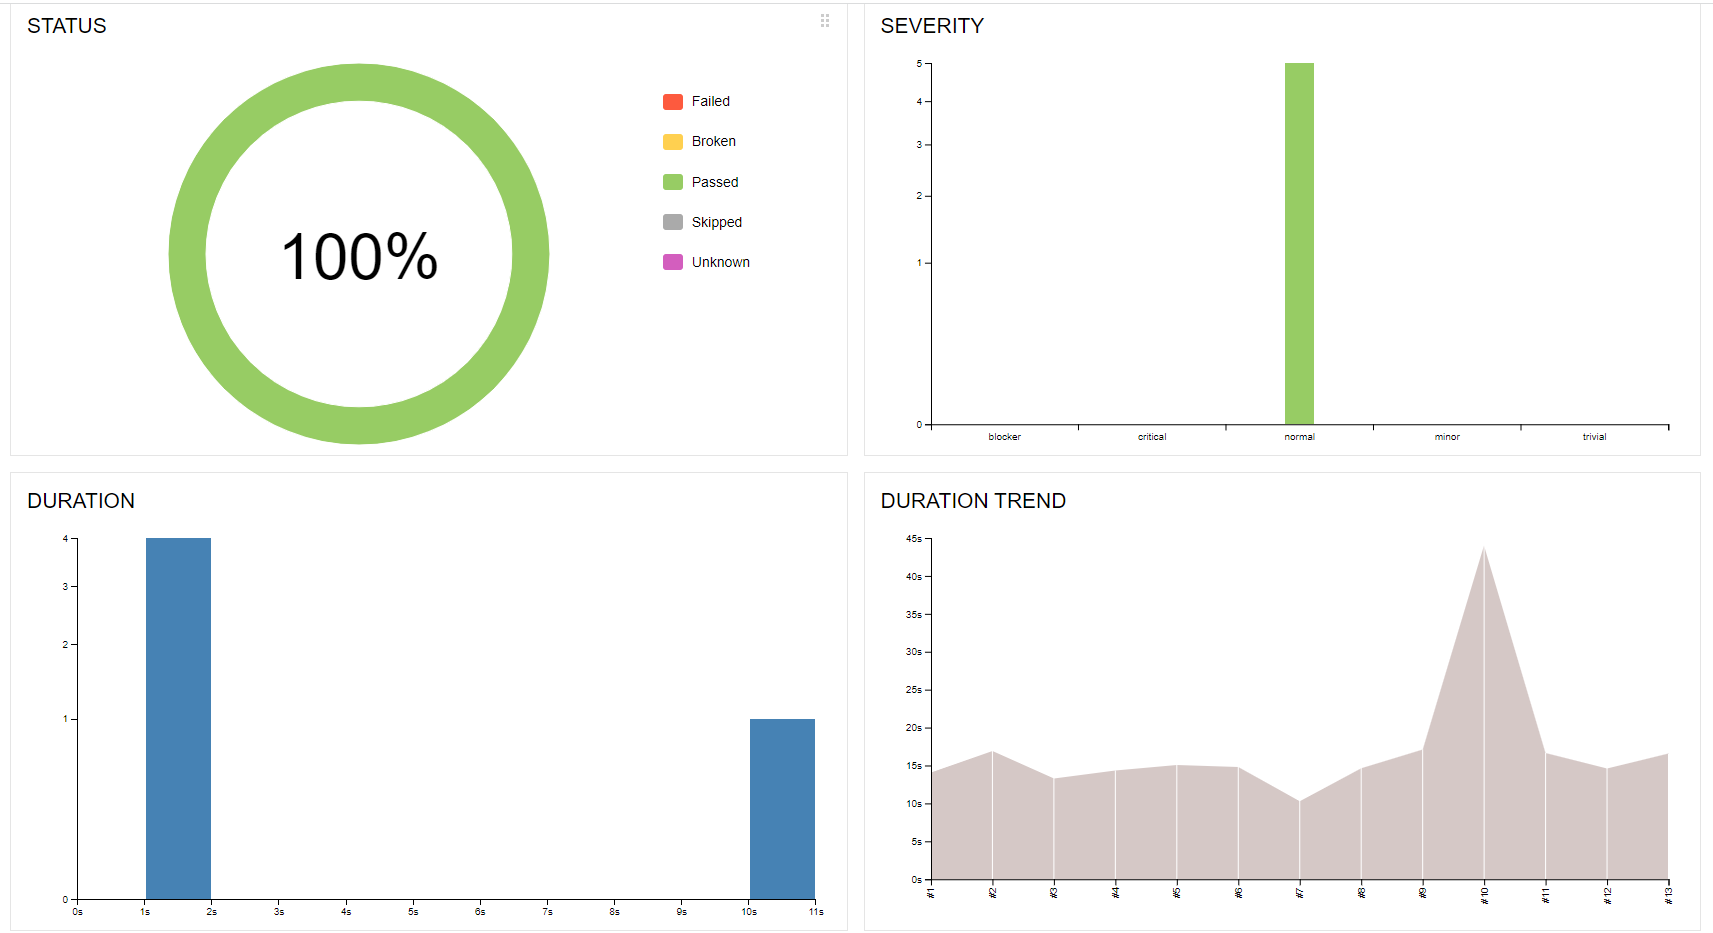 STATUS
100%
Failed
Broken
Passed
Skipped
Unknown
SEVERITY
5
4
3
2
1
0
blocker critical normal minor trivial
DURATION
4
3
2
1
0
0s 1s 2s 3s 4s 5s 6s 7s 8s 9s 10s 11s
DURATION TREND
45s
40s
35s
30s
25s
20s
15s
10s
5s
0s
#1 #2 #3 #4 #5 #6 #7 #8 #9 #10 #11 #12 #13